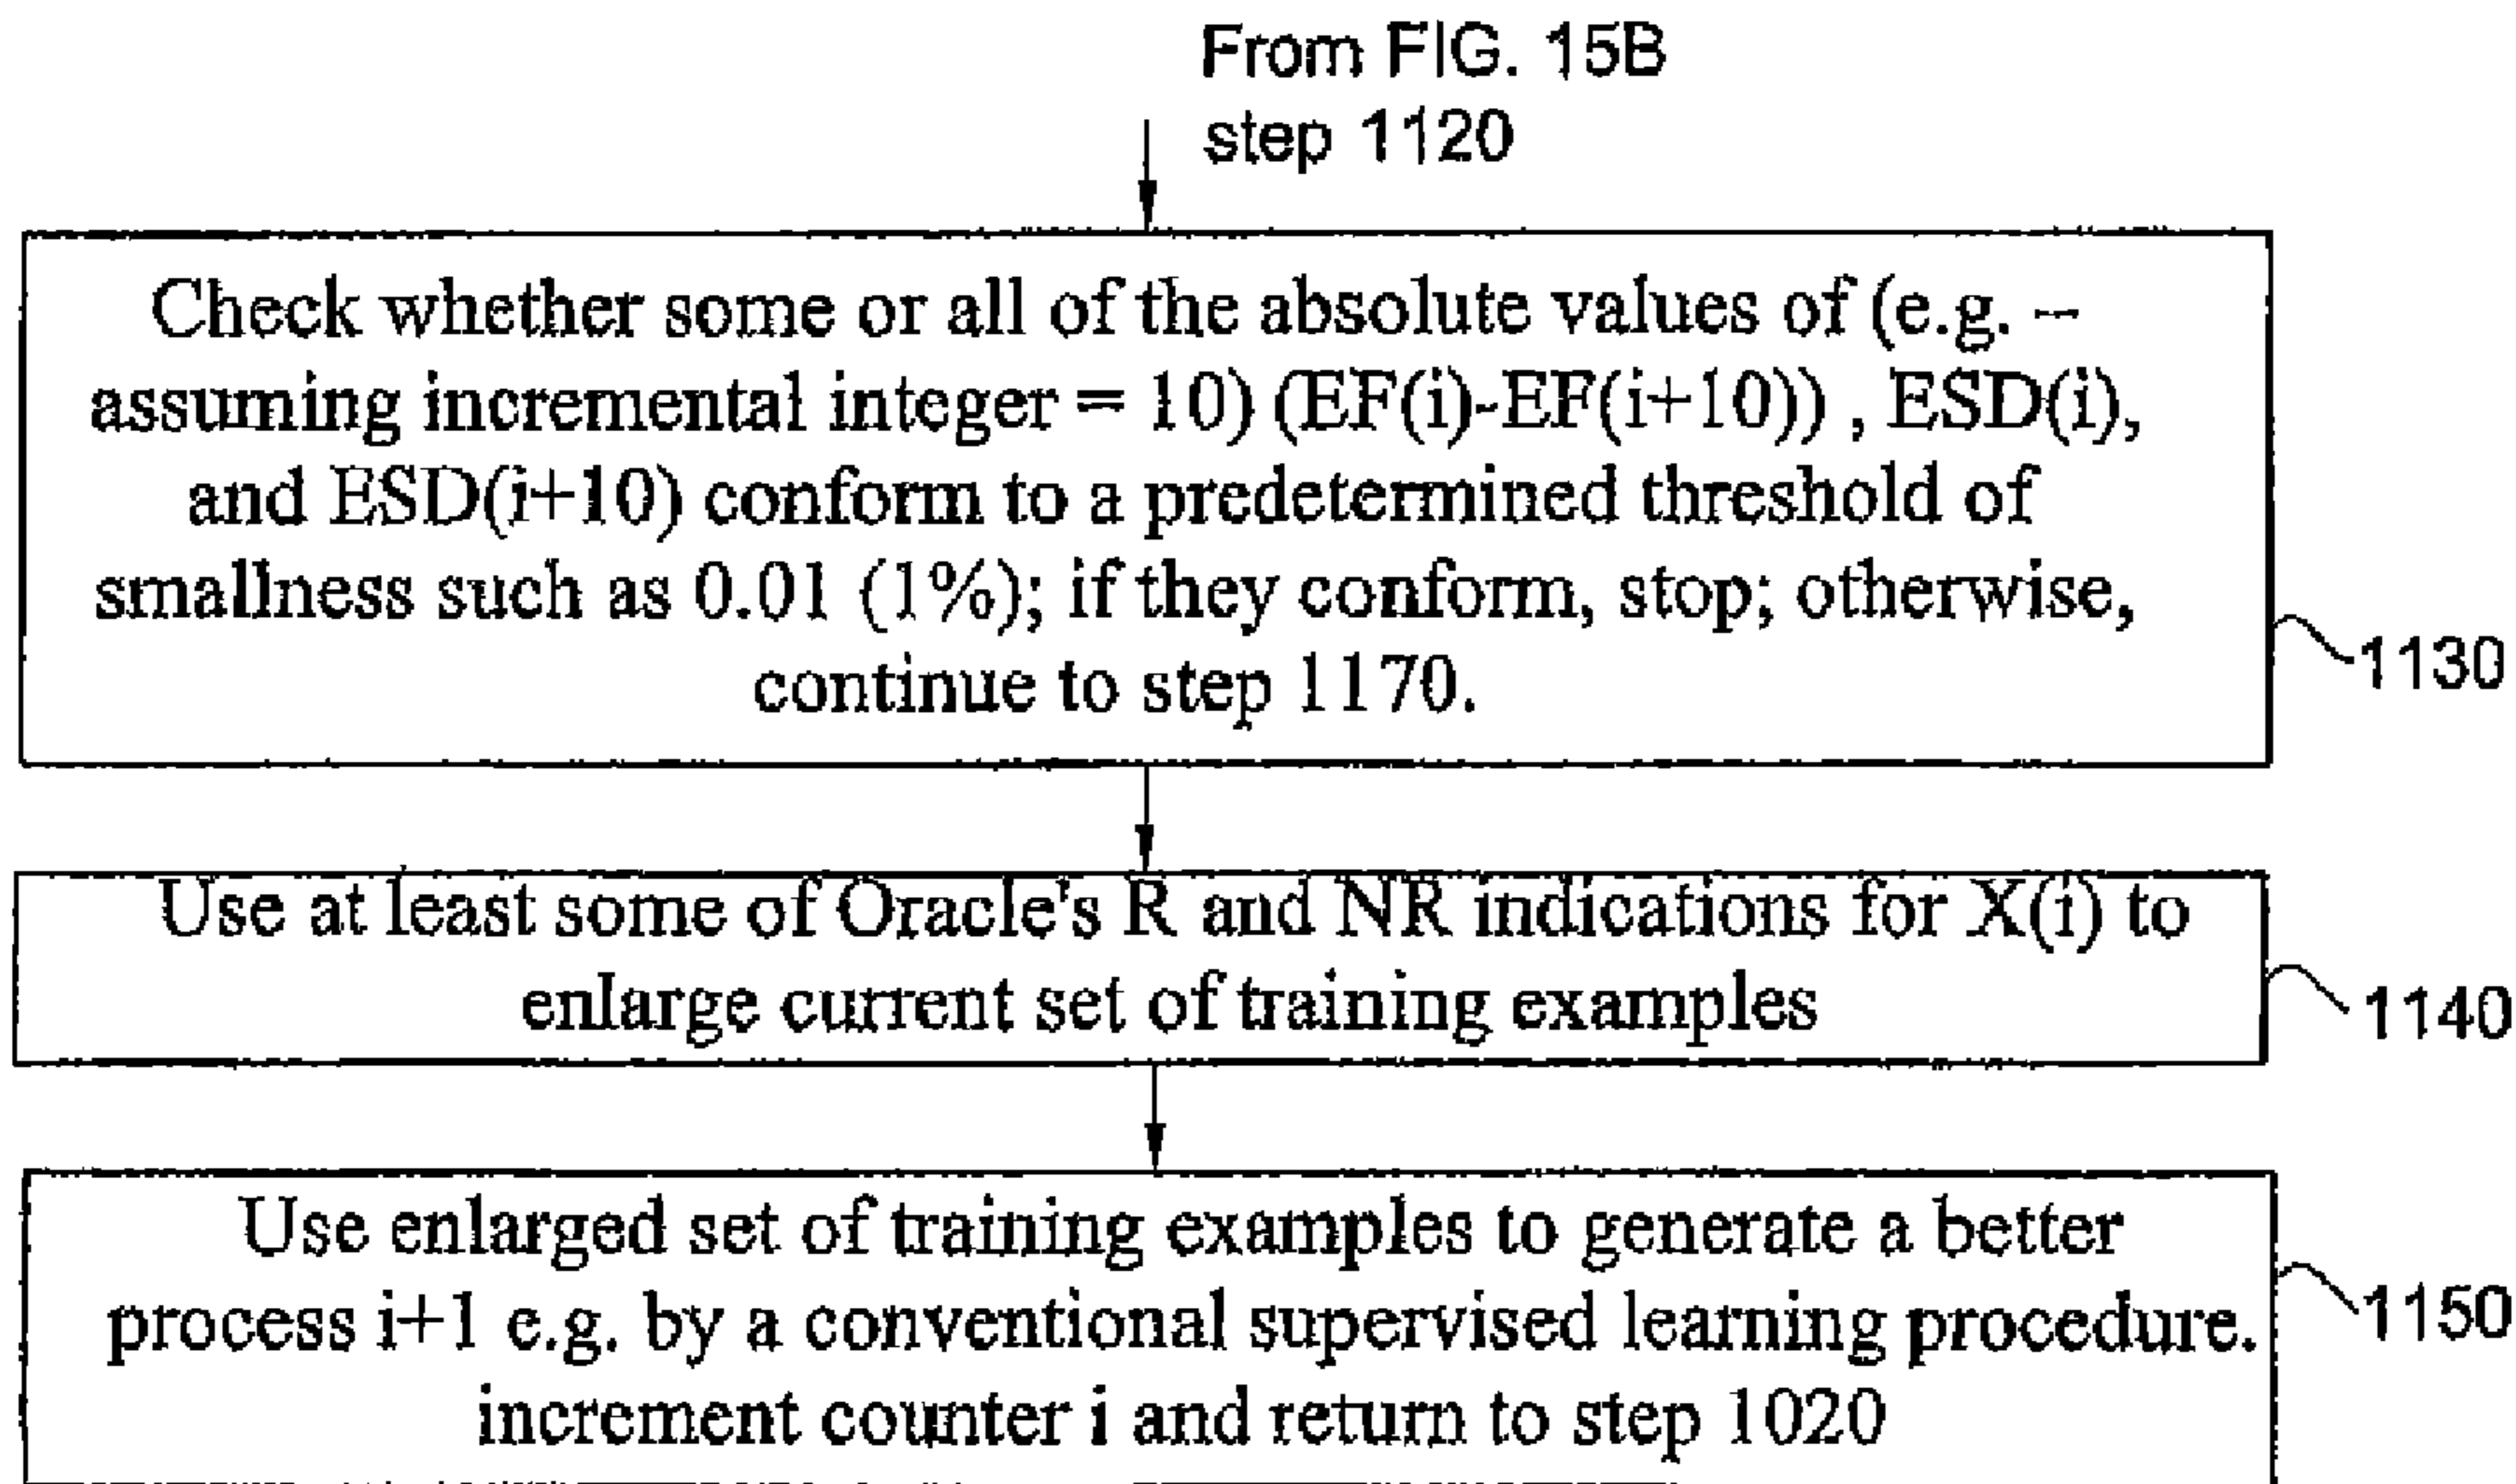 From FIG. 15B
step 1120
Check whether some or all of the absolute values of (e.g. –
assuming incremental integer = 10) (EF(i)-EF(i+10)) , ESD(i),
and ESD(i+10) conform to a predetermined threshold of
smallness such as 0.01 (1%); if they conform, stop; otherwise,
continue to step 1170.
1130
Use at least some of Oracle's R and NR indications for X(i) to
enlarge current set of training examples
1140
Use enlarged set of training examples to generate a better
process i+1 e.g. by a conventional supervised learning procedure.
increment counter i and return to step 1020
1150